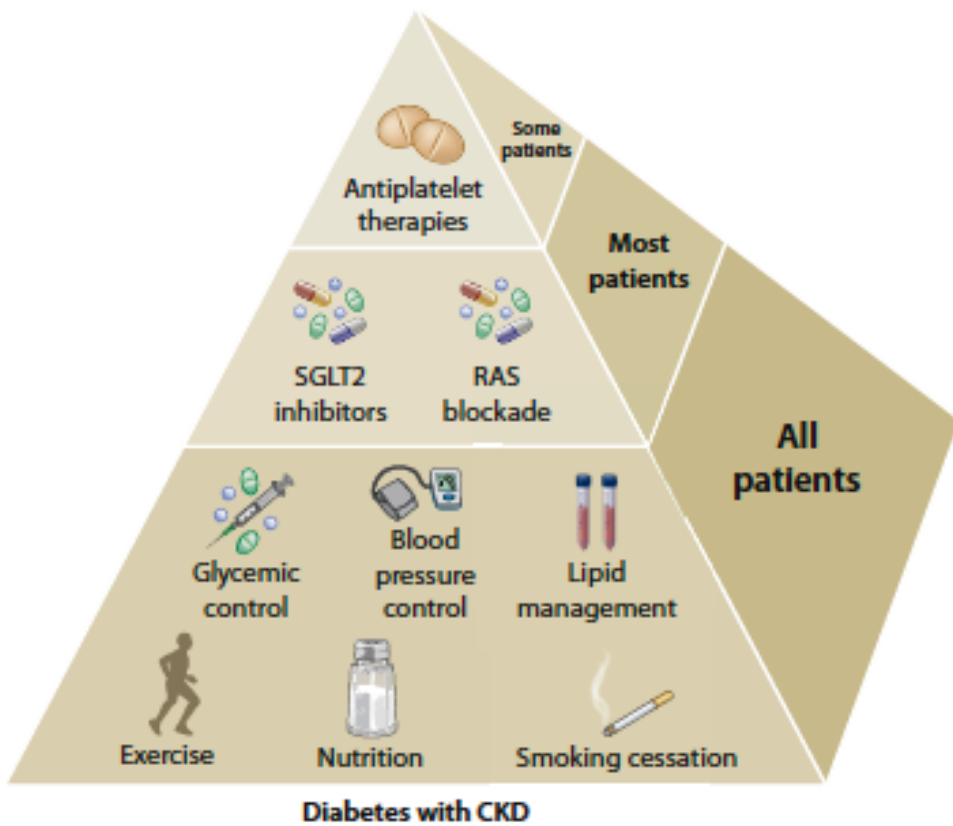 Some
patients
Antiplatelet
therapies
Most
patients
SGLT2
inhibitors
RAS
blockade
All
patients
Glycemic
control
Blood
pressure
control
Lipid
management
Exercise
Nutrition
Smoking cessation
Diabetes with CKD